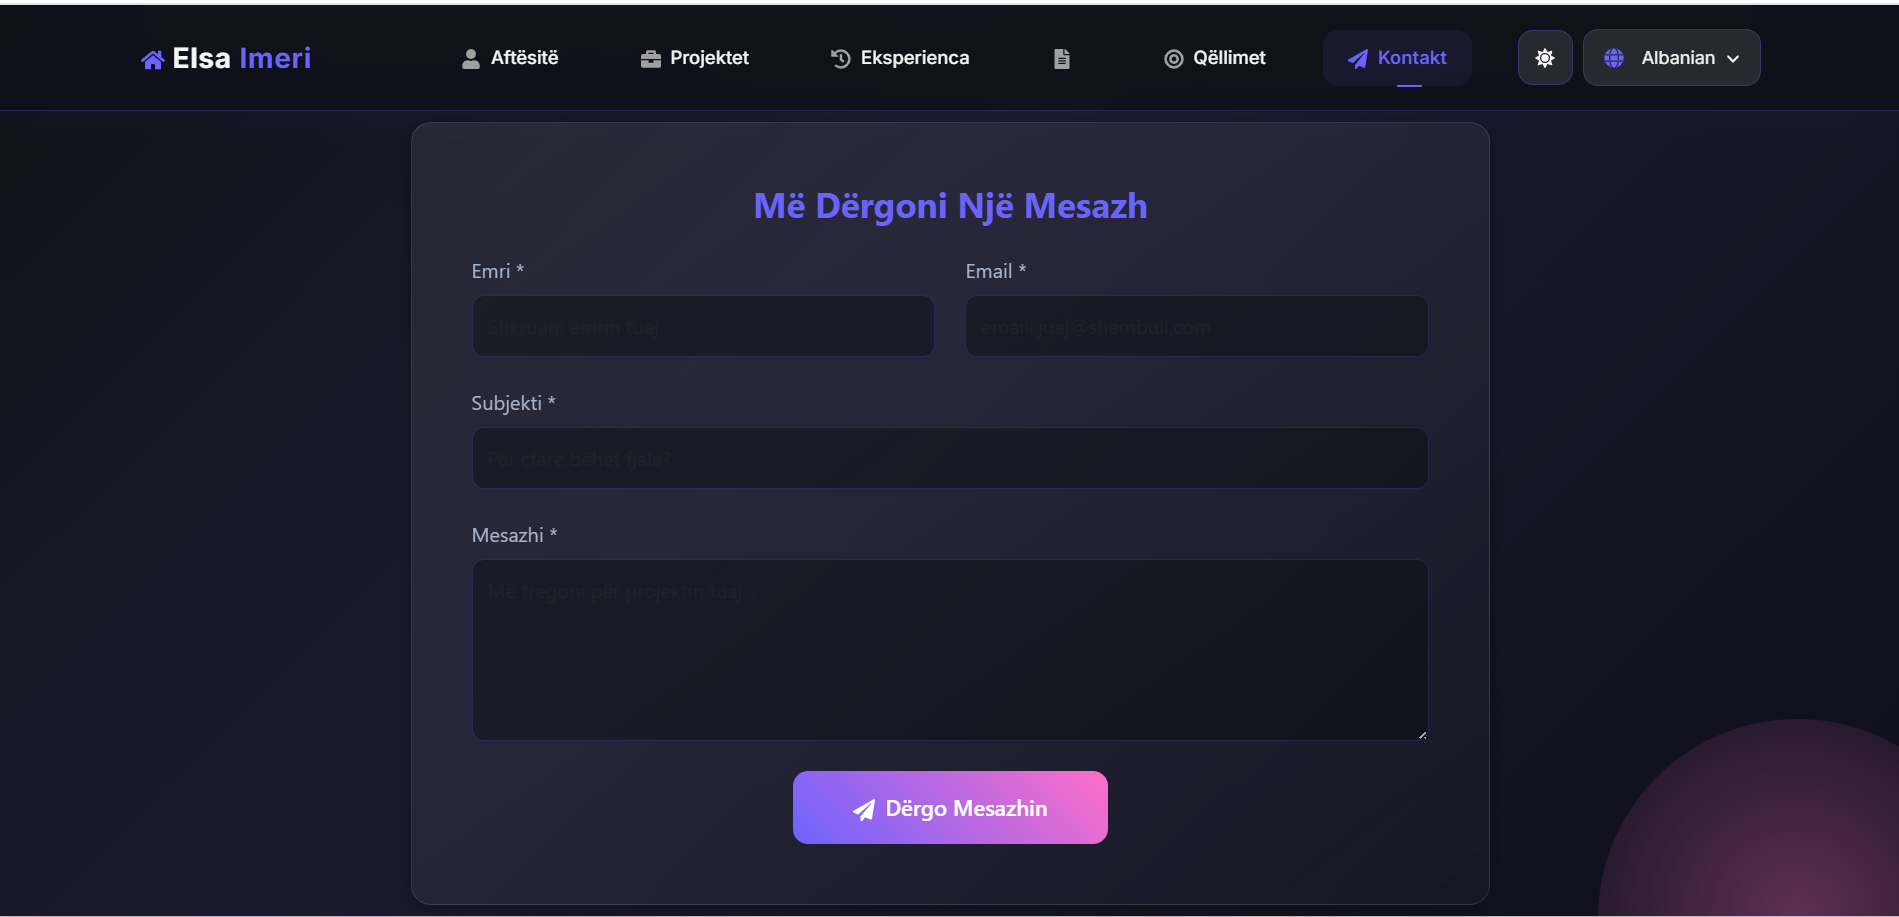 Elsa Imeri
Aftësitë
Projektet
Eksperienca
Qëllimet
Kontakt
Albanian
Më Dërgoni Një Mesazh
Emri *
Email *
Shkruani emrin tuaj
emaili.juaj@shembull.com
Subjekti *
Për çfarë bëhet fjala?
Mesazhi *
Më tregoni për projektin tuaj...
Dërgo Mesazhin